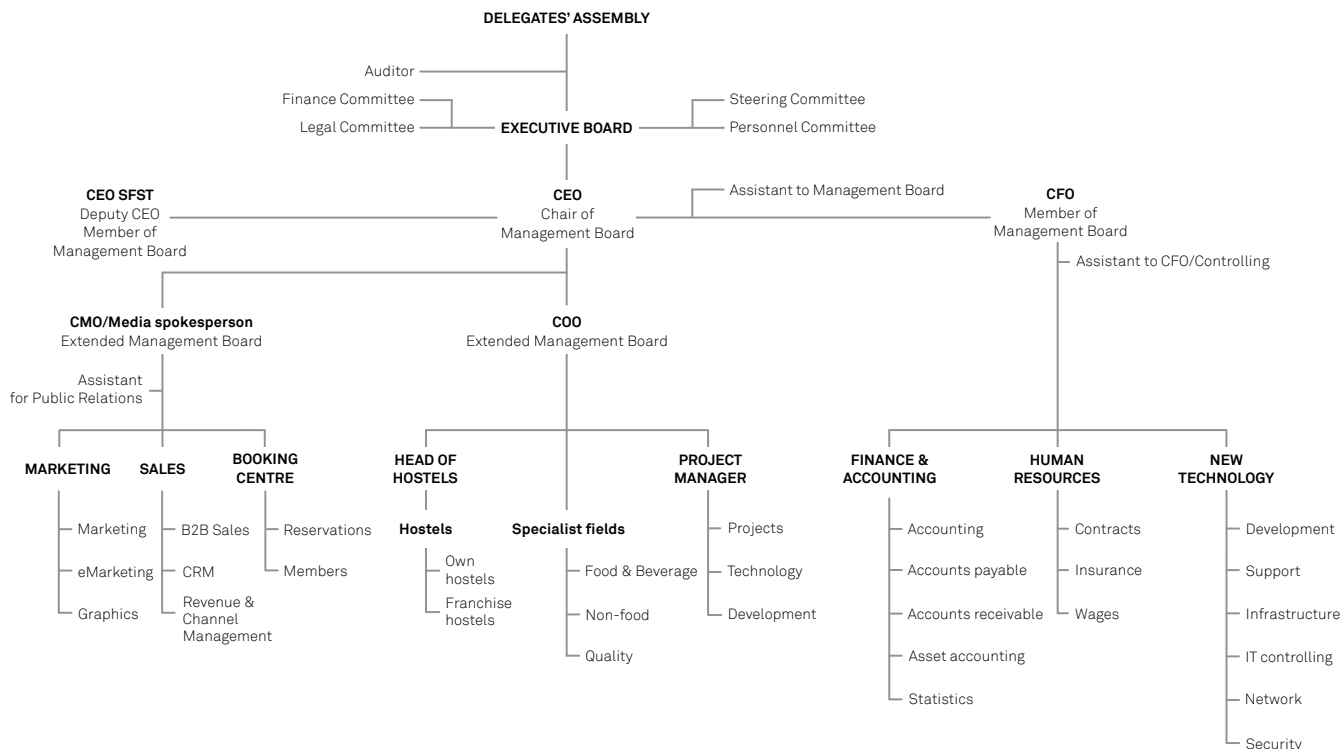 DELEGATES' ASSEMBLY
Auditor
Finance Committee
Steering Committee
Legal Committee
EXECUTIVE BOARD
Personnel Committee
CEO SFST
Deputy CEO
Member of
Management Board
CEO
Chair of
Management Board
Assistant to Management Board
CFO
Member of
Management Board
Assistant to CFO/Controlling
CMO/Media spokesperson
Extended Management Board
COO
Extended Management Board
Assistant
for Public Relations
MARKETING
Marketing
eMarketing
Graphics
SALES
B2B Sales
CRM
Revenue &
Channel
Management
BOOKING
CENTRE
Reservations
Members
HEAD OF
HOSTELS
Hostels
Own
hostels
Franchise
hostels
Specialist fields
Food & Beverage
Non-food
Quality
PROJECT
MANAGER
Projects
Technology
Development
FINANCE &
ACCOUNTING
Accounting
Accounts payable
Accounts receivable
Asset accounting
Statistics
HUMAN
RESOURCES
Contracts
Insurance
Wages
NEW
TECHNOLOGY
Development
Support
Infrastructure
IT controlling
Network
Security